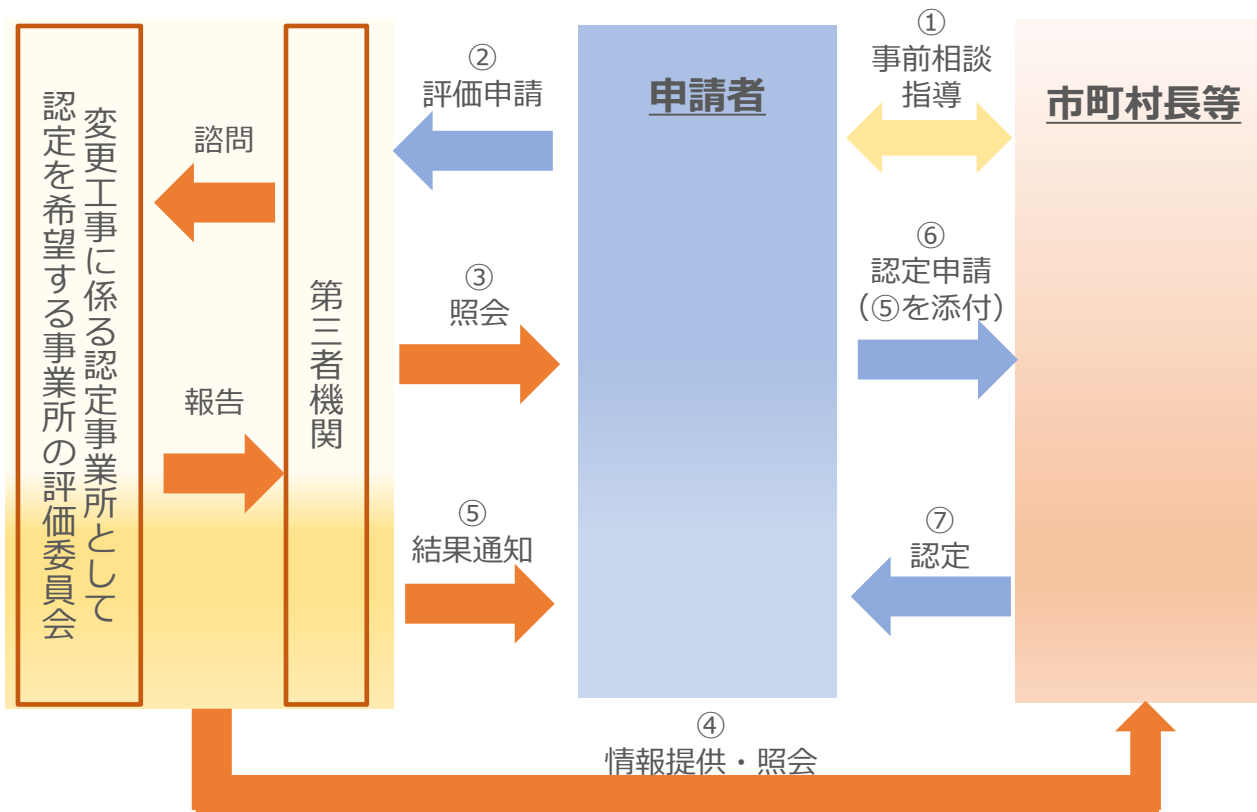 変更工事に係る認定事業所として
認定を希望する事業所の評価委員会
諮問
報告
第三者機関
②
評価申請
③
照会
⑤
結果通知
申請者
①
事前相談
指導
⑥
認定申請
（⑤を添付）
⑦
認定
市町村長等
④
情報提供・照会